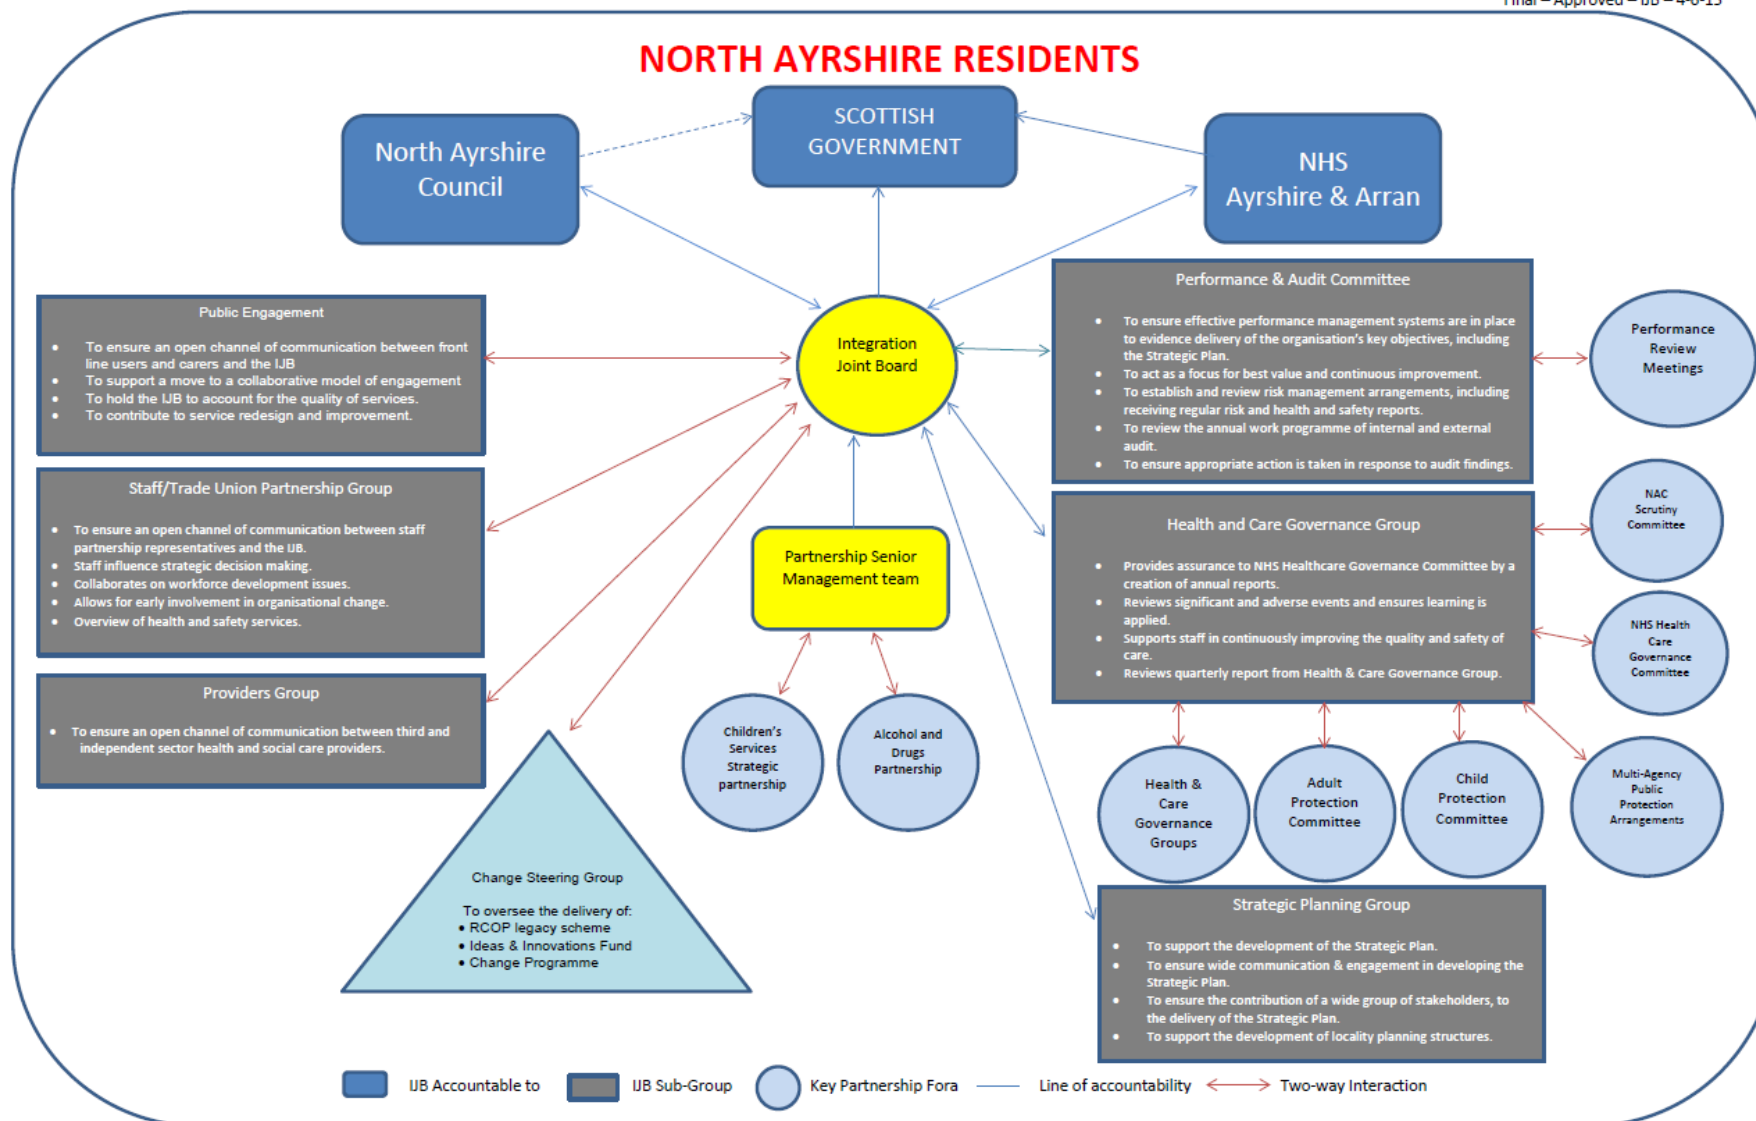 Final – Approved – IJB – 4-6-15
NORTH AYRSHIRE RESIDENTS
North Ayrshire
Council
SCOTTISH
GOVERNMENT
NHS
Ayrshire & Arran
Public Engagement
• To ensure an open channel of communication between front
line users and carers and the IJB
• To support a move to a collaborative model of engagement
• To hold the IJB to account for the quality of services.
• To contribute to service redesign and improvement.
Staff/Trade Union Partnership Group
• To ensure an open channel of communication between staff
partnership representatives and the IJB.
• Staff influence strategic decision making.
• Collaborates on workforce development issues.
• Allows for early involvement in organisational change.
• Overview of health and safety services.
Providers Group
• To ensure an open channel of communication between third and
independent sector health and social care providers.
Integration
Joint Board
Partnership Senior
Management team
Children's
Services
Strategic
partnership
Alcohol and
Drugs
Partnership
Change Steering Group
To oversee the delivery of:
• RCOP legacy scheme
• Ideas & Innovations Fund
• Change Programme
Performance & Audit Committee
• To ensure effective performance management systems are in place
to evidence delivery of the organisation's key objectives, including
the Strategic Plan.
• To act as a focus for best value and continuous improvement.
• To establish and review risk management arrangements, including
receiving regular risk and health and safety reports.
• To review the annual work programme of internal and external
audit.
• To ensure appropriate action is taken in response to audit findings.
Performance
Review
Meetings
Health and Care Governance Group
• Provides assurance to NHS Healthcare Governance Committee by a
creation of annual reports.
• Reviews significant and adverse events and ensures learning is
applied.
• Supports staff in continuously improving the quality and safety of
care.
• Reviews quarterly report from Health & Care Governance Group.
NAC
Scrutiny
Committee
NHS Health
Care
Governance
Committee
Health &
Care
Governance
Groups
Adult
Protection
Committee
Child
Protection
Committee
Multi-Agency
Public
Protection
Arrangements
Strategic Planning Group
• To support the development of the Strategic Plan.
• To ensure wide communication & engagement in developing the
Strategic Plan.
• To ensure the contribution of a wide group of stakeholders, to
the delivery of the Strategic Plan.
• To support the development of locality planning structures.
IJB Accountable to
IJB Sub-Group
Key Partnership Fora
Line of accountability
Two-way Interaction